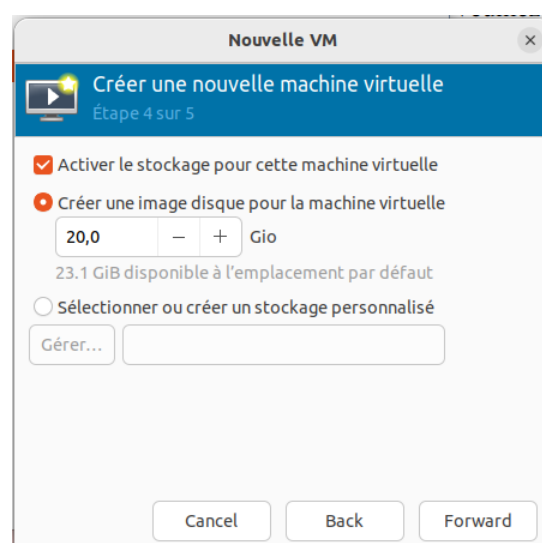 Nouvelle VM
Créer une nouvelle machine virtuelle
Étape 4 sur 5
Activer le stockage pour cette machine virtuelle
Créer une image disque pour la machine virtuelle
20,0 − + Gio
23.1 GiB disponible à l’emplacement par défaut
Sélectionner ou créer un stockage personnalisé
Gérer…
Cancel Back Forward